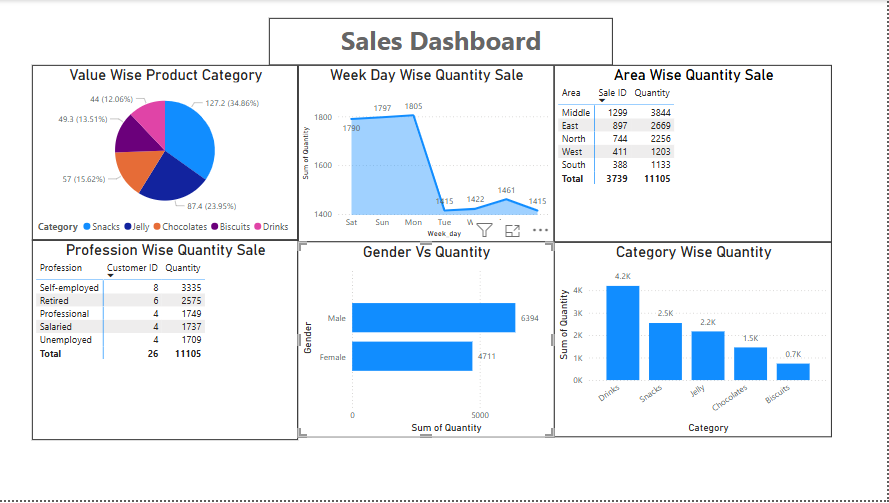 Sales Dashboard
Value Wise Product Category
44 (12.06%)
127.2 (34.86%)
49.3 (13.51%)
57 (15.62%)
87.4 (23.95%)
Category Snacks Jelly Chocolates Biscuits Drinks
Week Day Wise Quantity Sale
Sum of Quantity
1800
1600
1400
1790
1797
1805
1415
1422
1461
1415
Sat Sun Mon Tue W
Week_day
Area Wise Quantity Sale
Area Sale ID Quantity
Middle 1299 3844
East 897 2669
North 744 2256
West 411 1203
South 388 1133
Total 3739 11105
Profession Wise Quantity Sale
Profession Customer ID Quantity
Self-employed 8 3335
Retired 6 2575
Professional 4 1749
Salaried 4 1737
Unemployed 4 1709
Total 26 11105
Gender Vs Quantity
Gender
Male 6394
Female 4711
0 5000
Sum of Quantity
Category Wise Quantity
Sum of Quantity
4K
3K
2K
1K
0K
4.2K
2.5K
2.2K
1.5K
0.7K
Drinks Snacks Jelly Chocolates Biscuits
Category